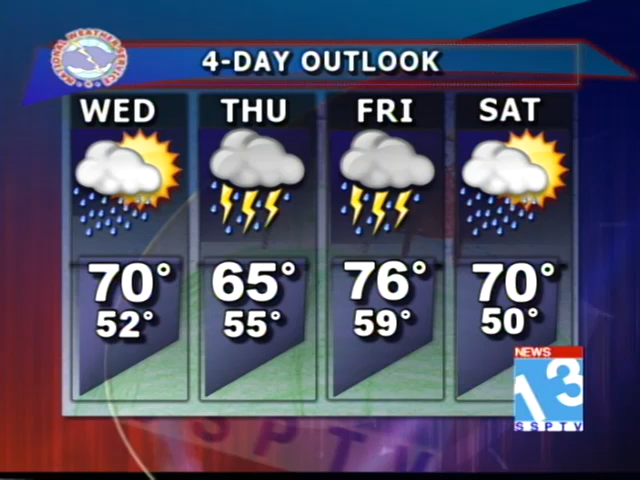 NATIONAL WEATHER SERVICE
4-DAY OUTLOOK
WED THU FRI SAT
70° 65° 76° 70°
52° 55° 59° 50°
NEWS
13
SSPTV
SSPTV